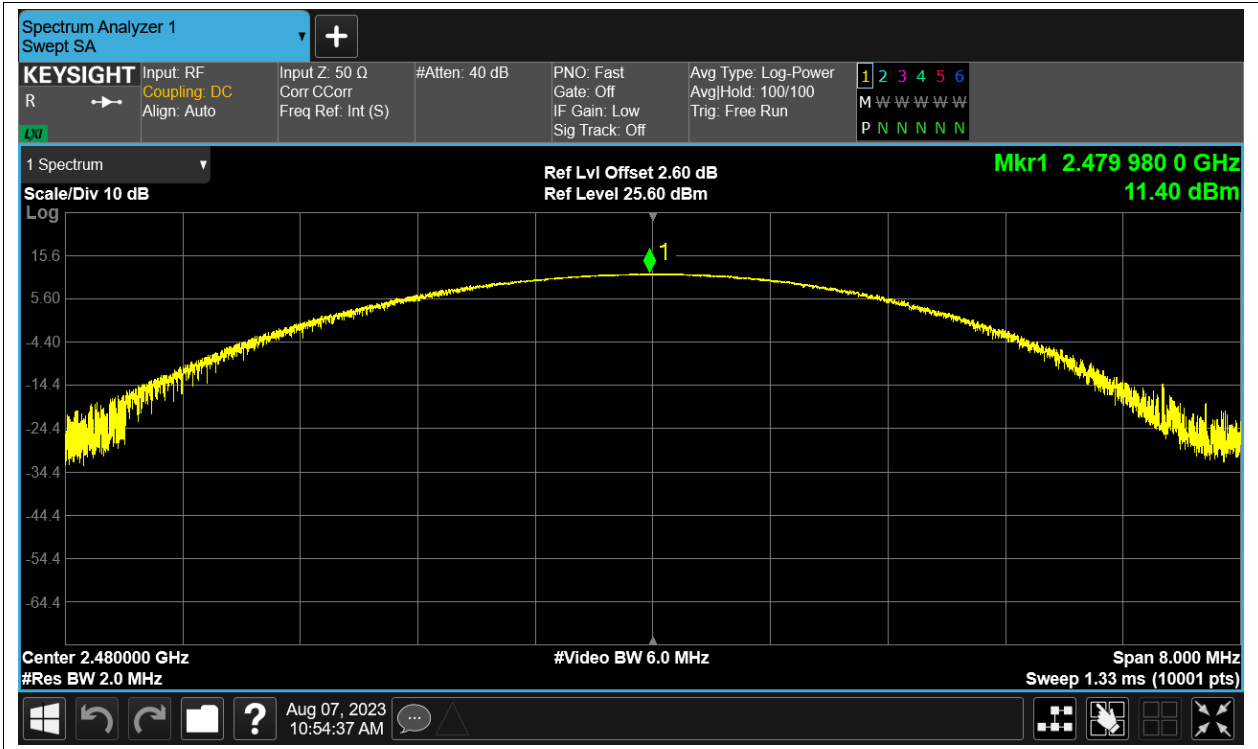 Spectrum Analyzer 1
Swept SA
KEYSIGHT
R
LXI
Input: RF
Coupling: DC
Align: Auto
Input Z: 50 Ω
Corr CCorr
Freq Ref: Int (S)
#Atten: 40 dB
PNO: Fast
Gate: Off
IF Gain: Low
Sig Track: Off
Avg Type: Log-Power
Avg|Hold: 100/100
Trig: Free Run
1 2 3 4 5 6
M W W W W W
P N N N N N
1 Spectrum
Scale/Div 10 dB
Log
Ref Lvl Offset 2.60 dB
Ref Level 25.60 dBm
Mkr1 2.479 980 0 GHz
11.40 dBm
1
15.6
5.60
-4.40
-14.4
-24.4
-34.4
-44.4
-54.4
-64.4
Center 2.480000 GHz
#Res BW 2.0 MHz
#Video BW 6.0 MHz
Span 8.000 MHz
Sweep 1.33 ms (10001 pts)
?
Aug 07, 2023
10:54:37 AM